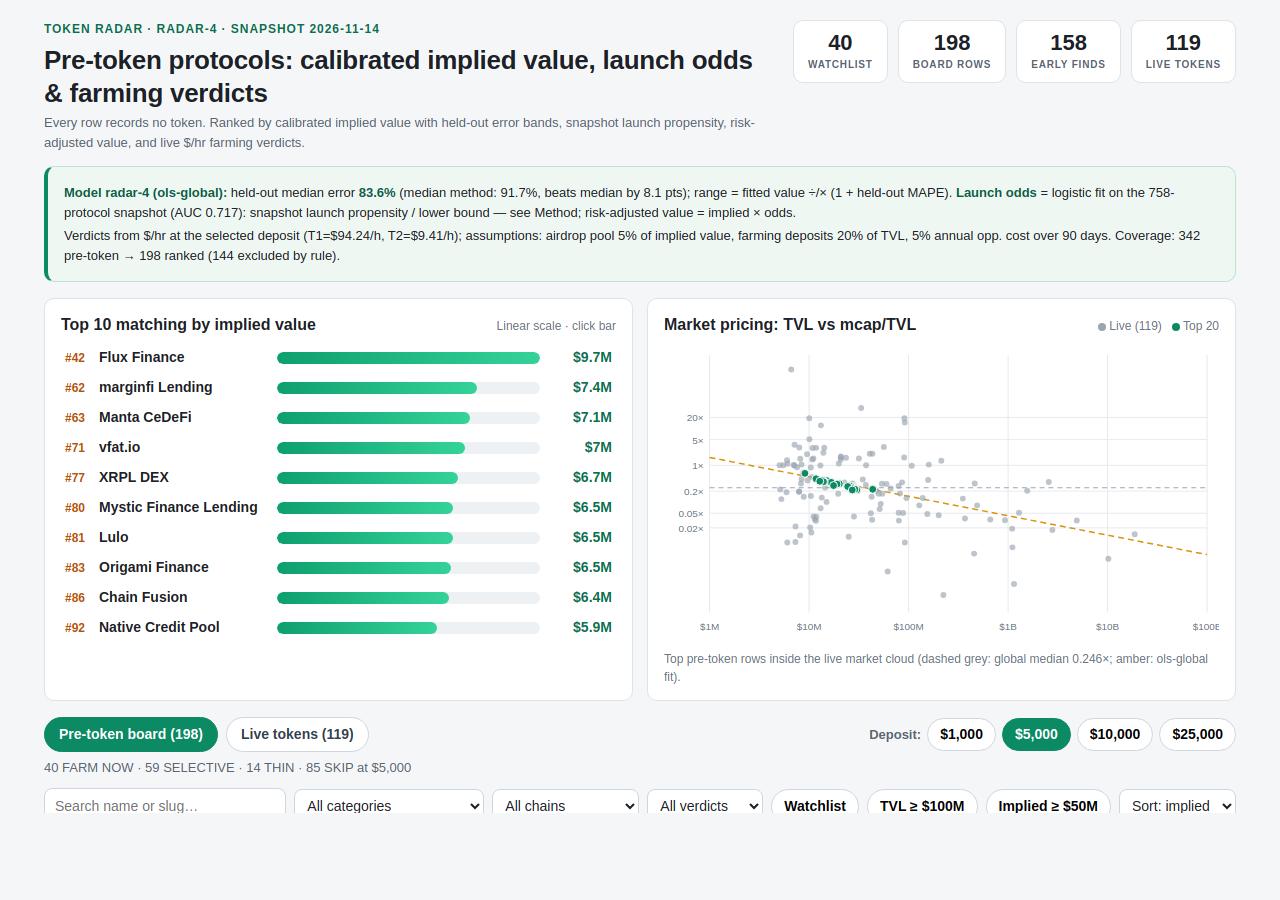 TOKEN RADAR · RADAR-4 · SNAPSHOT 2026-11-14
Pre-token protocols: calibrated implied value, launch odds
& farming verdicts
Every row records no token. Ranked by calibrated implied value with held-out error bands, snapshot launch propensity, risk-
adjusted value, and live $/hr farming verdicts.
40
WATCHLIST
198
BOARD ROWS
158
EARLY FINDS
119
LIVE TOKENS
Model radar-4 (ols-global): held-out median error 83.6% (median method: 91.7%, beats median by 8.1 pts); range = fitted value ÷/× (1 + held-out MAPE). Launch odds = logistic fit on the 758-
protocol snapshot (AUC 0.717): snapshot launch propensity / lower bound — see Method; risk-adjusted value = implied × odds.
Verdicts from $/hr at the selected deposit (T1=$94.24/h, T2=$9.41/h); assumptions: airdrop pool 5% of implied value, farming deposits 20% of TVL, 5% annual opp. cost over 90 days. Coverage: 342
pre-token → 198 ranked (144 excluded by rule).
Top 10 matching by implied value
Linear scale · click bar
#42 Flux Finance $9.7M
#62 marginfi Lending $7.4M
#63 Manta CeDeFi $7.1M
#71 vfat.io $7M
#77 XRPL DEX $6.7M
#80 Mystic Finance Lending $6.5M
#81 Lulo $6.5M
#83 Origami Finance $6.5M
#86 Chain Fusion $6.4M
#92 Native Credit Pool $5.9M
Market pricing: TVL vs mcap/TVL
Live (119) Top 20
20×
5×
1×
0.2×
0.05×
0.02×
$1M $10M $100M $1B $10B $100B
Top pre-token rows inside the live market cloud (dashed grey: global median 0.246×; amber: ols-global
fit).
Pre-token board (198) Live tokens (119)
Deposit: $1,000 $5,000 $10,000 $25,000
40 FARM NOW · 59 SELECTIVE · 14 THIN · 85 SKIP at $5,000
Search name or slug… All categories All chains All verdicts Watchlist TVL ≥ $100M Implied ≥ $50M Sort: implied